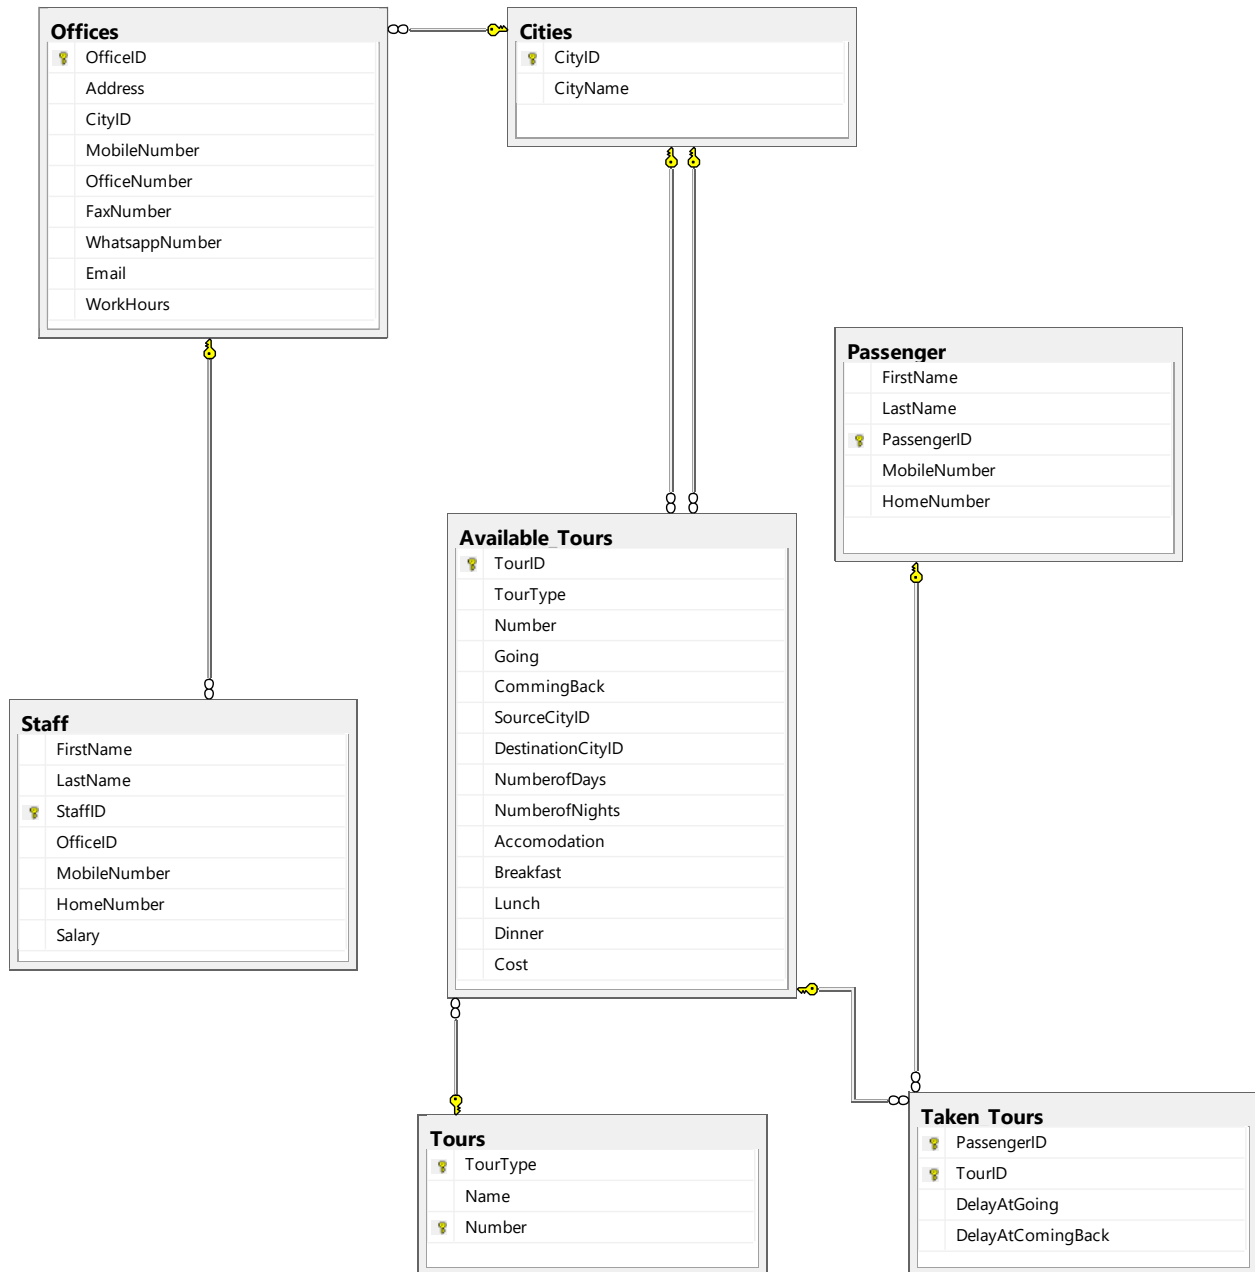 Offices
OfficeID
Address
CityID
MobileNumber
OfficeNumber
FaxNumber
WhatsappNumber
Email
WorkHours
Cities
CityID
CityName
Passenger
FirstName
LastName
PassengerID
MobileNumber
HomeNumber
Available_Tours
TourID
TourType
Number
Going
CommingBack
SourceCityID
DestinationCityID
NumberofDays
NumberofNights
Accomodation
Breakfast
Lunch
Dinner
Cost
Staff
FirstName
LastName
StaffID
OfficeID
MobileNumber
HomeNumber
Salary
Tours
TourType
Name
Number
Taken_Tours
PassengerID
TourID
DelayAtGoing
DelayAtComingBack